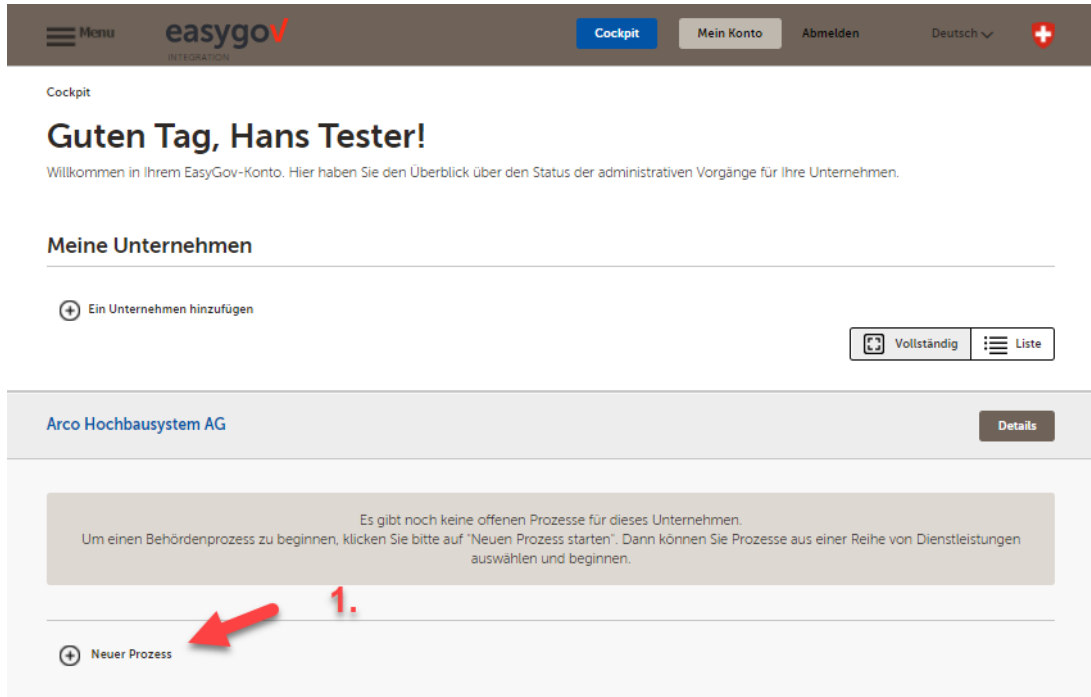 Menu
easygov
INTEGRATION
Cockpit
Mein Konto
Abmelden
Deutsch
Cockpit
Guten Tag, Hans Tester!
Willkommen in Ihrem EasyGov-Konto. Hier haben Sie den Überblick über den Status der administrativen Vorgänge für Ihre Unternehmen.
Meine Unternehmen
Ein Unternehmen hinzufügen
Vollständig
Liste
Arco Hochbausystem AG
Details
Es gibt noch keine offenen Prozesse für dieses Unternehmen.
Um einen Behördenprozess zu beginnen, klicken Sie bitte auf "Neuen Prozess starten". Dann können Sie Prozesse aus einer Reihe von Dienstleistungen
auswählen und beginnen.
1.
Neuer Prozess